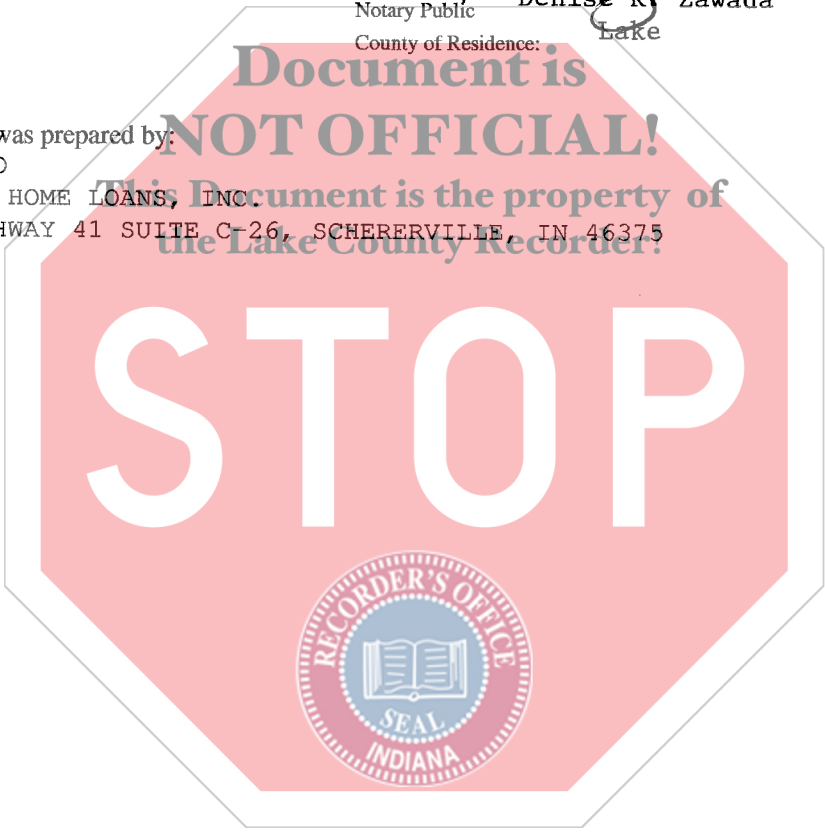 Notary Public Denise R. Zawada
County of Residence: Lake
Document is
NOT OFFICIAL!
was prepared by:
This Document is the property of
HOME LOANS, INC.
the Lake County Recorder!
HWAY 41 SUITE C-26, SCHERERVILLE, IN 46375
STOP
RECORDER'S OFFICE
SEAL
INDIANA